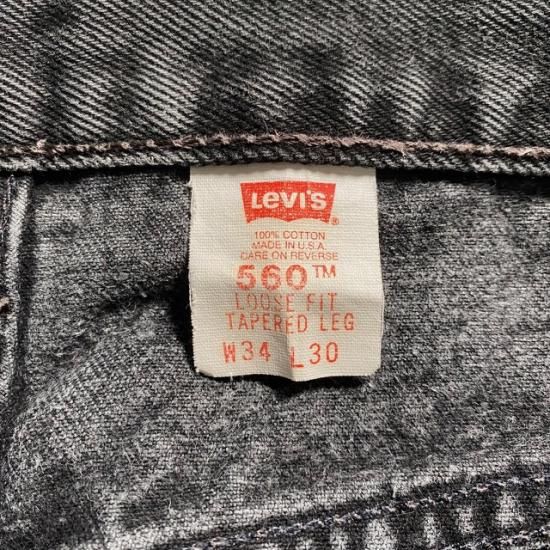 Levi's
®
100% COTTON
MADE IN U.S.A.
CARE ON REVERSE
560™
LOOSE FIT
TAPERED LEG
W34 L30